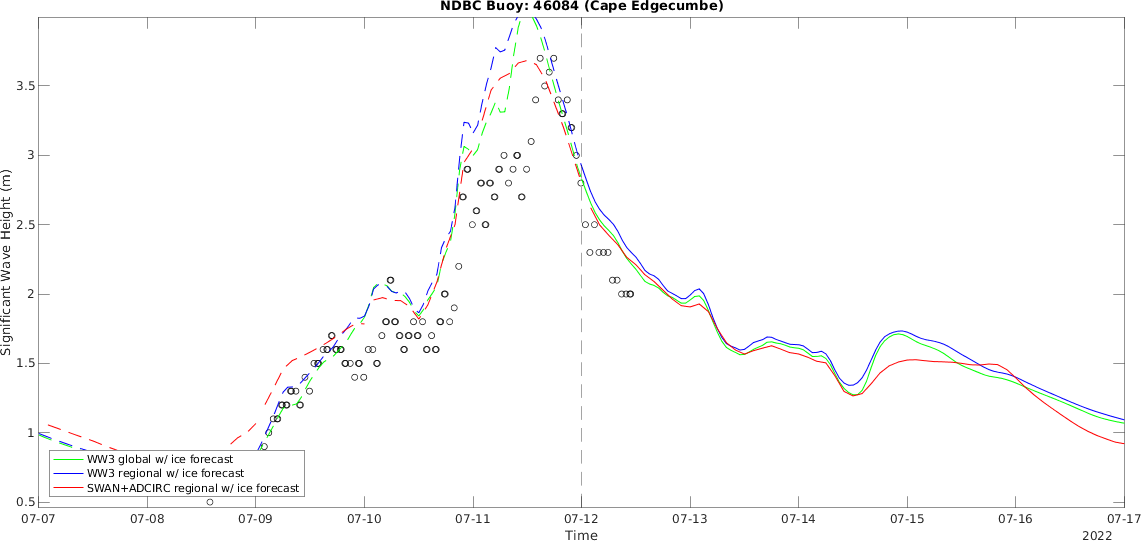 NDBC Buoy: 46084 (Cape Edgecumbe)
Significant Wave Height (m)
3.5
3
2.5
2
1.5
1
0.5
WW3 global w/ ice forecast
WW3 regional w/ ice forecast
SWAN+ADCIRC regional w/ ice forecast
07-07 07-08 07-09 07-10 07-11 07-12 07-13 07-14 07-15 07-16 07-17
Time
2022